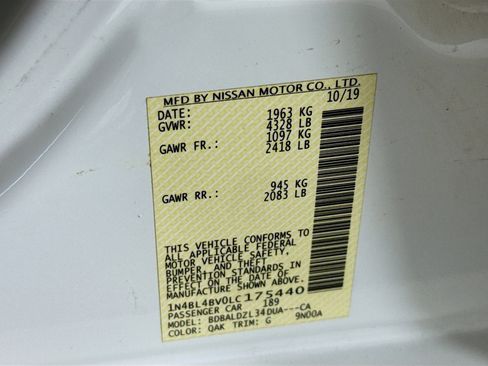 MFD BY NISSAN MOTOR CO., LTD.
DATE: 10/19
GVWR: 1963 KG
4328 LB
GAWR FR.: 1097 KG
2418 LB
GAWR RR.: 945 KG
2083 LB
THIS VEHICLE CONFORMS TO
ALL APPLICABLE FEDERAL
MOTOR VEHICLE SAFETY,
BUMPER, AND THEFT
PREVENTION STANDARDS IN
EFFECT ON THE DATE OF
MANUFACTURE SHOWN ABOVE.
1N4BL4BV0LC175440
PASSENGER CAR 189
MODEL: BDBALDZL34DUA---CA
COLOR: QAK TRIM: G 9N00A